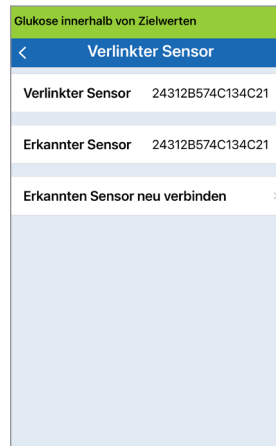 Glukose innerhalb von Zielwerten
Verlinkter Sensor
Verlinkter Sensor 24312B574C134C21
Erkannter Sensor 24312B574C134C21
Erkannten Sensor neu verbinden